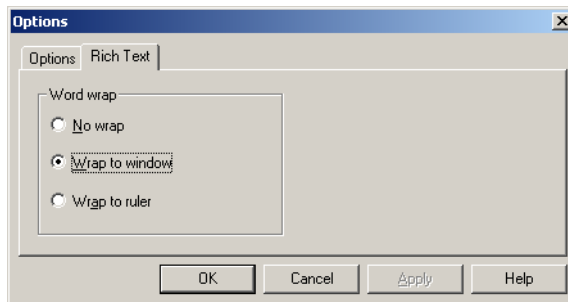 Options
Options Rich Text
Word wrap
No wrap
Wrap to window
Wrap to ruler
OK Cancel Apply Help